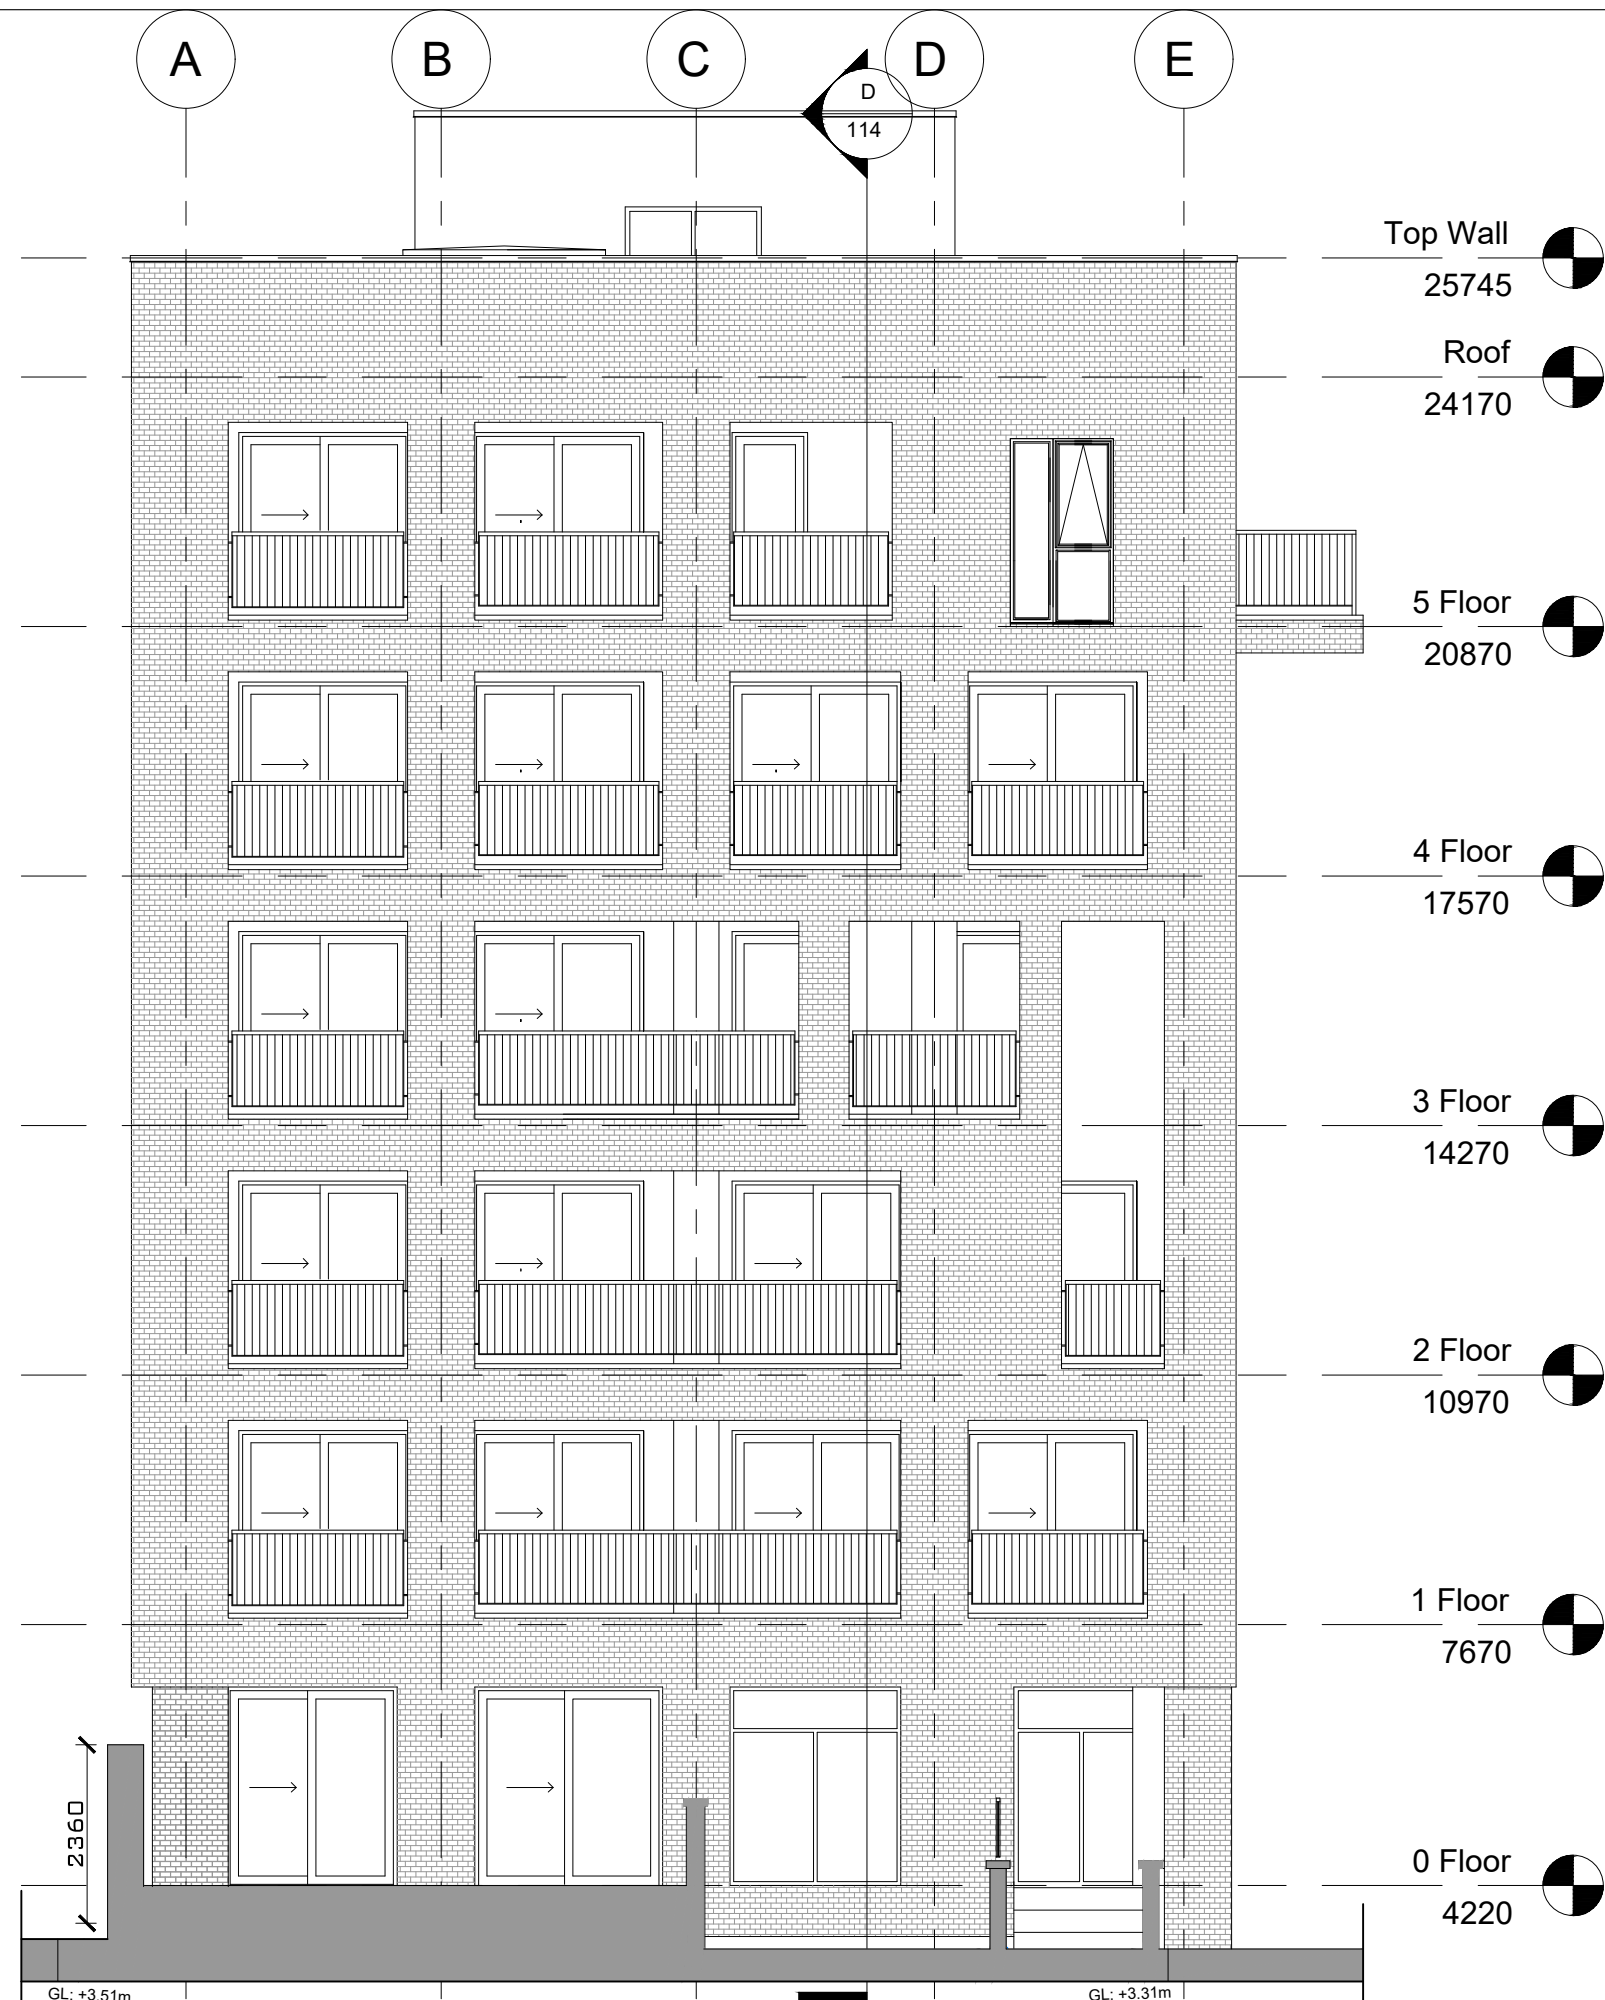 A B C D E
D
114
Top Wall
25745
Roof
24170
5 Floor
20870
4 Floor
17570
3 Floor
14270
2 Floor
10970
1 Floor
7670
2360
0 Floor
4220
GL: +3.51m
GL: +3.31m